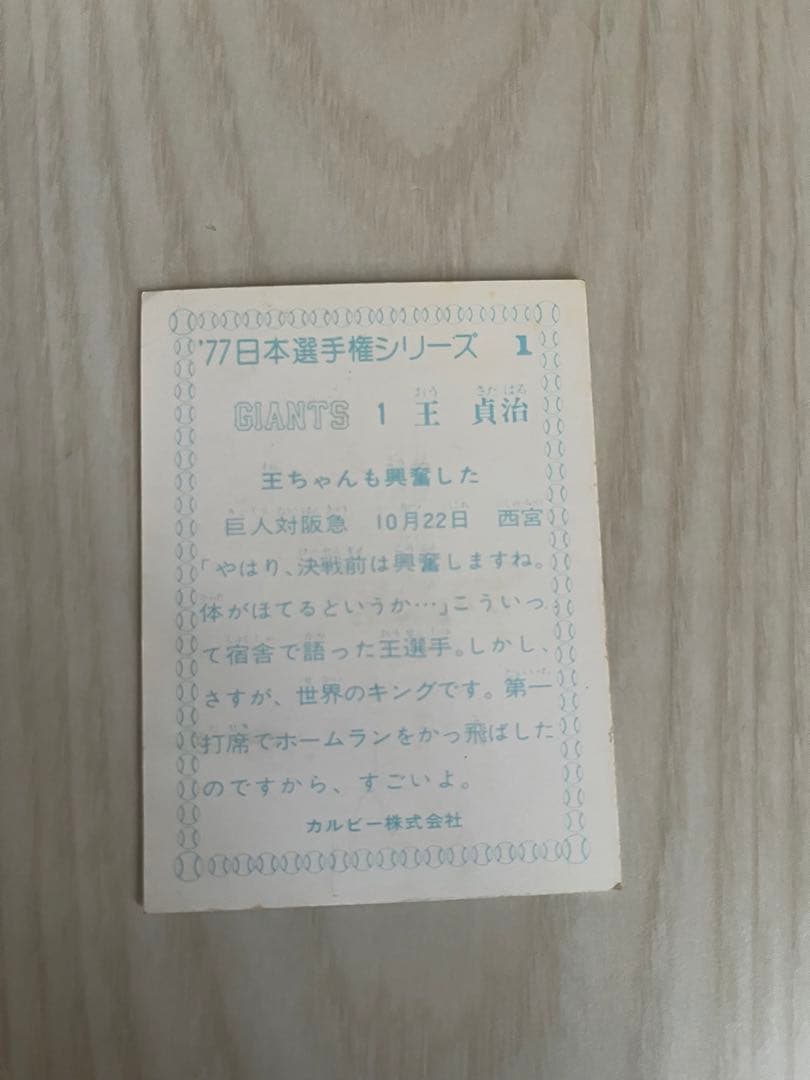 '77日本選手権シリーズ 1
GIANTS 1 王 貞治
王ちゃんも興奮した
巨人対阪急 10月22日 西宮
「やはり、決戦前は興奮しますね。
体がほてるというか…」こういっ
て宿舎で語った王選手。しかし、
さすが、世界のキングです。第一
打席でホームランをかっ飛ばした
のですから、すごいよ。
カルビー株式会社